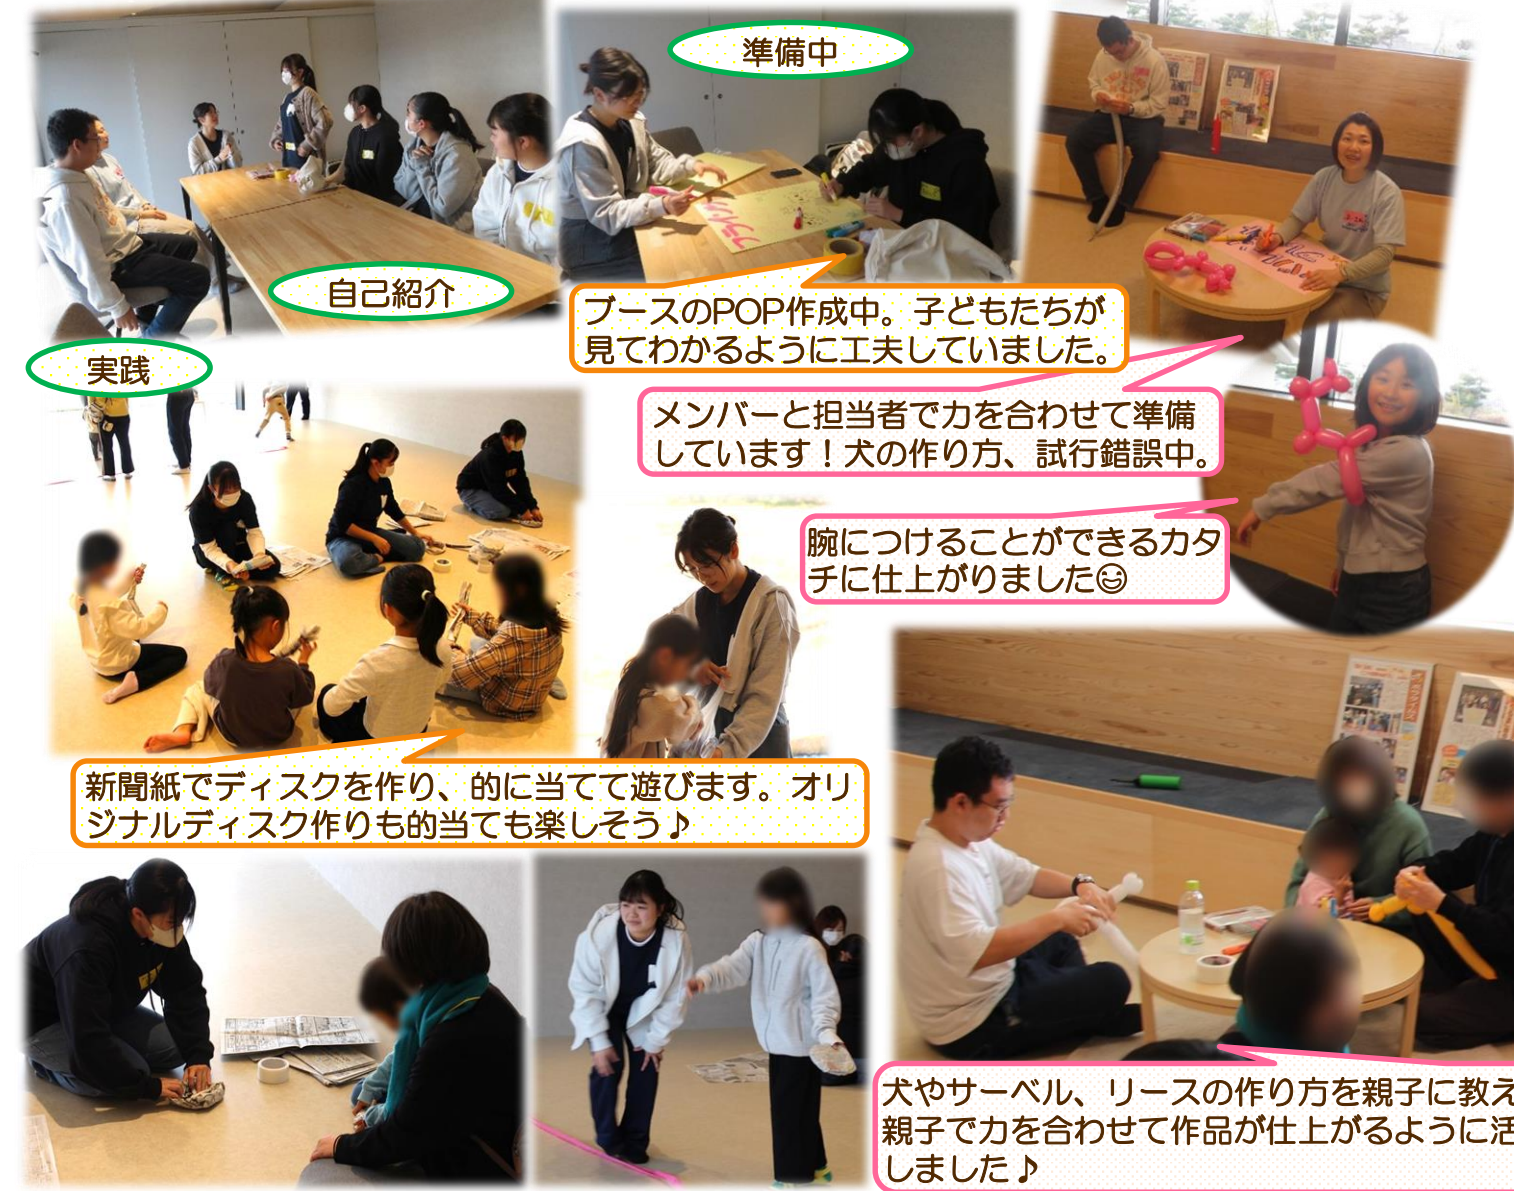 自己紹介
準備中
ブースのPOP作成中。子どもたちが
見てわかるように工夫していました。
メンバーと担当者で力を合わせて準備
しています！犬の作り方、試行錯誤中。
腕につけることができるカタ
チに仕上がりました😄
実践
新聞紙でディスクを作り、的に当てて遊びます。オリ
ジナルディスク作りも的当ても楽しそう♪
犬やサーベル、リースの作り方を親子に教え
親子で力を合わせて作品が仕上がるように活
しました♪